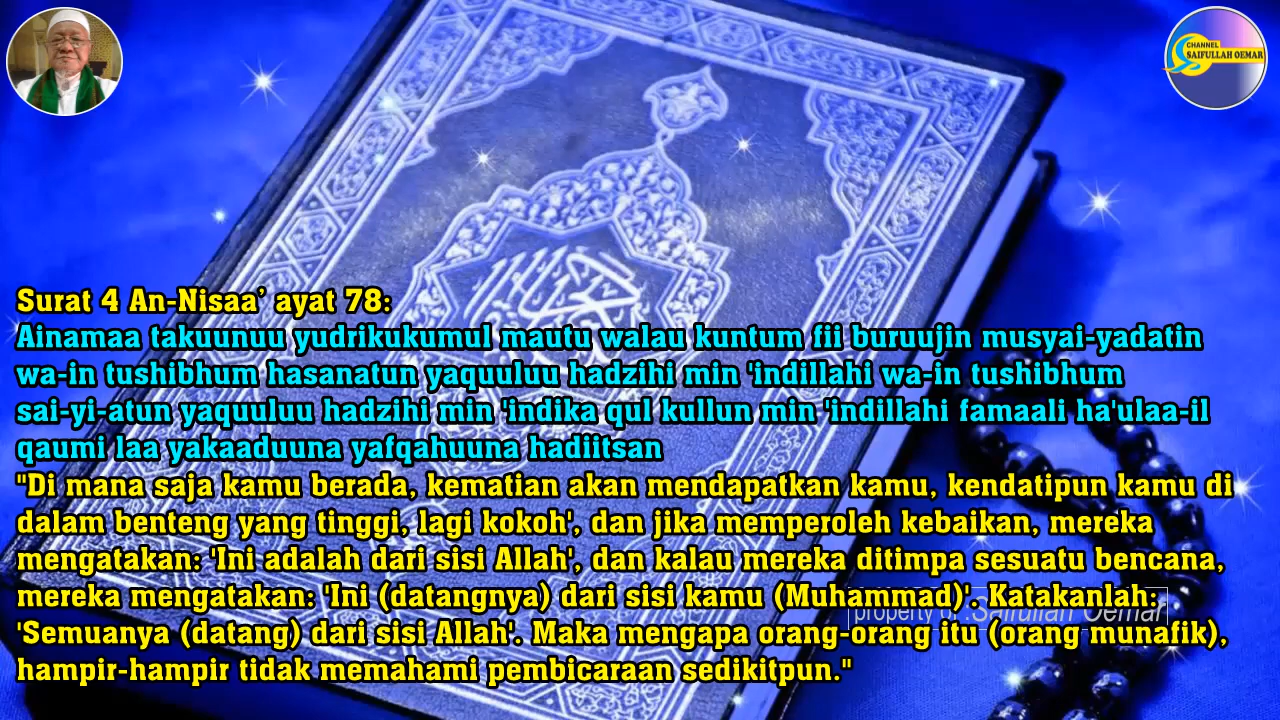 CHANNEL
SAIFULLAH OEMAR
Surat 4 An-Nisaa’ ayat 78:
Ainamaa takuunuu yudrikukumul mautu walau kuntum fii buruujin musyai-yadatin
wa-in tushibhum hasanatun yaquuluu hadzihi min 'indillahi wa-in tushibhum
sai-yi-atun yaquuluu hadzihi min 'indika qul kullun min 'indillahi famaali ha'ulaa-il
qaumi laa yakaaduuna yafqahuuna hadiitsan
"Di mana saja kamu berada, kematian akan mendapatkan kamu, kendatipun kamu di
dalam benteng yang tinggi, lagi kokoh', dan jika memperoleh kebaikan, mereka
mengatakan: 'Ini adalah dari sisi Allah', dan kalau mereka ditimpa sesuatu bencana,
mereka mengatakan: 'Ini (datangnya) dari sisi kamu (Muhammad)'. Katakanlah:
property of : Saifullah Oemar
'Semuanya (datang) dari sisi Allah'. Maka mengapa orang-orang itu (orang munafik),
hampir-hampir tidak memahami pembicaraan sedikitpun."